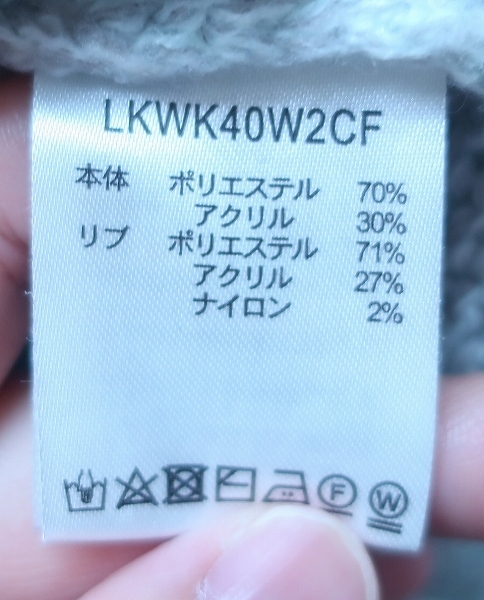 LKWK40W2CF
本体 ポリエステル 70%
アクリル 30%
リブ ポリエステル 71%
アクリル 27%
ナイロン 2%
F W